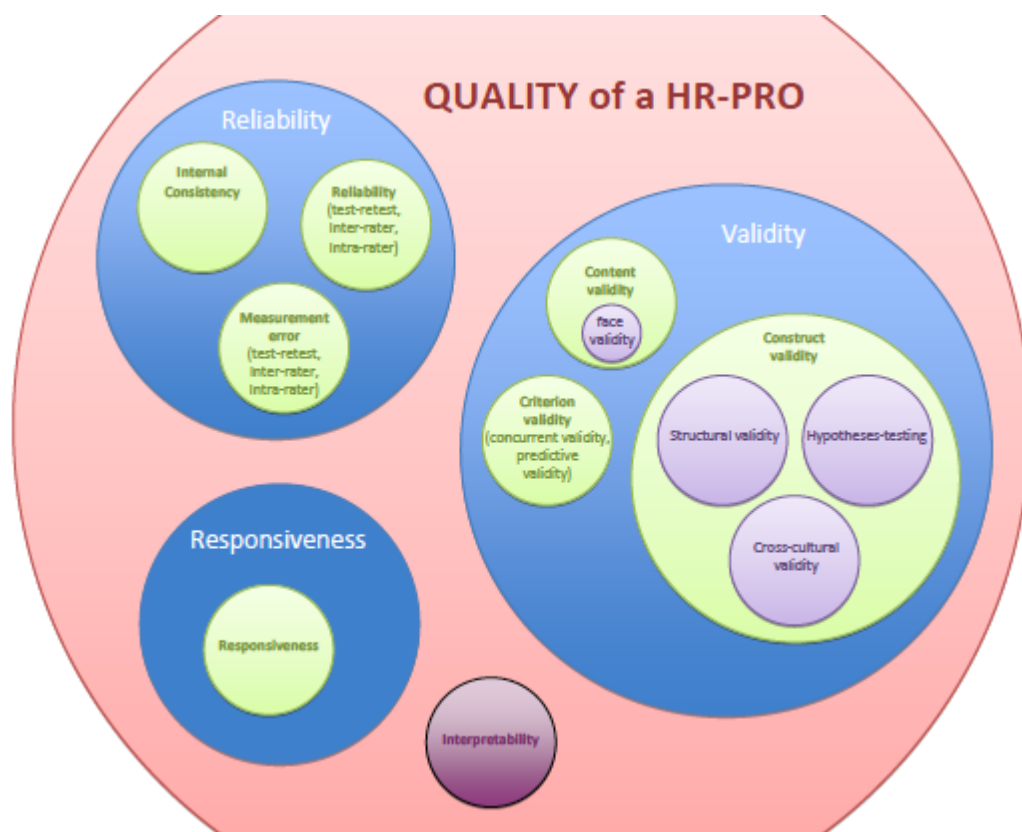 QUALITY of a HR-PRO
Reliability
Internal
Consistency
Reliability
(test-retest,
Inter-rater,
Intra-rater)
Measurement
error
(test-retest,
Inter-rater,
Intra-rater)
Validity
Content
validity
face
validity
Criterion
validity
(concurrent validity,
predictive
validity)
Construct
validity
Structural validity
Hypotheses-testing
Cross-cultural
validity
Responsiveness
Responsiveness
Interpretability